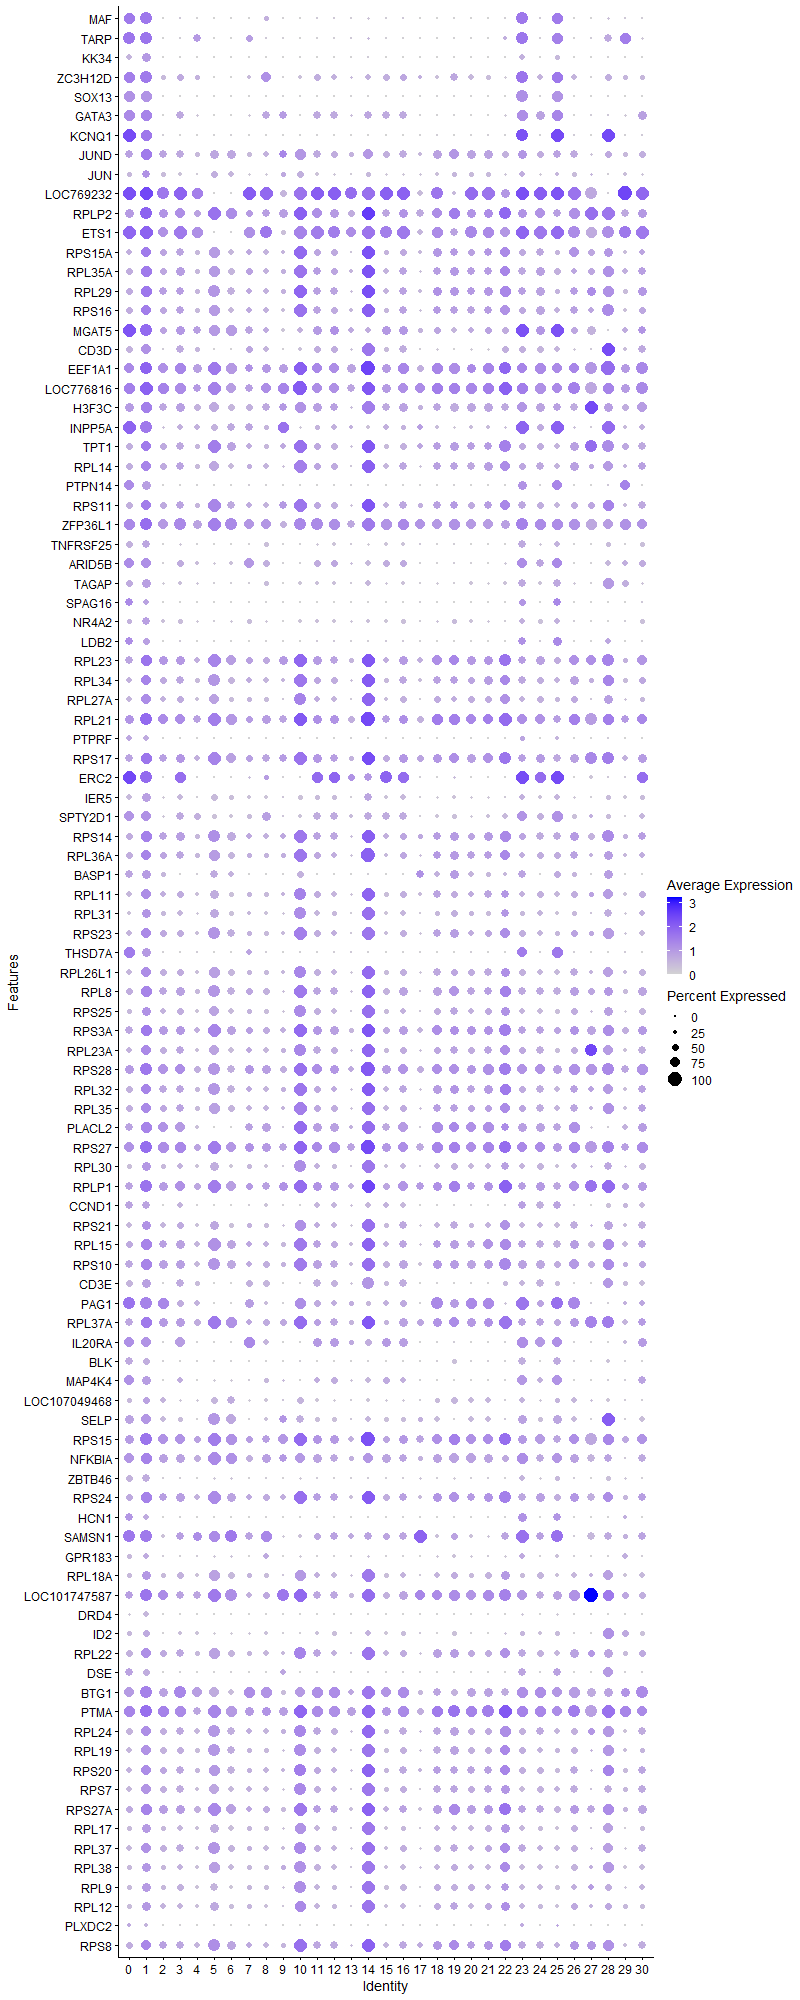 MAF
TARP
KK34
ZC3H12D
SOX13
GATA3
KCNQ1
JUND
JUN
LOC769232
RPLP2
ETS1
RPS15A
RPL35A
RPL29
RPS16
MGAT5
CD3D
EEF1A1
LOC776816
H3F3C
INPP5A
TPT1
RPL14
PTPN14
RPS11
ZFP36L1
TNFRSF25
ARID5B
TAGAP
SPAG16
NR4A2
LDB2
RPL23
RPL34
RPL27A
RPL21
PTPRF
RPS17
ERC2
IER5
SPTY2D1
RPS14
RPL36A
BASP1
RPL11
RPL31
RPS23
THSD7A
RPL26L1
RPL8
RPS25
RPS3A
RPL23A
RPS28
RPL32
RPL35
PLACL2
RPS27
RPL30
RPLP1
CCND1
RPS21
RPL15
RPS10
CD3E
PAG1
RPL37A
IL20RA
BLK
MAP4K4
LOC107049468
SELP
RPS15
NFKBIA
ZBTB46
RPS24
HCN1
SAMSN1
GPR183
RPL18A
LOC101747587
DRD4
ID2
RPL22
DSE
BTG1
PTMA
RPL24
RPL19
RPS20
RPS7
RPS27A
RPL17
RPL37
RPL38
RPL9
RPL12
PLXDC2
RPS8
0 1 2 3 4 5 6 7 8 9 10 11 12 13 14 15 16 17 18 19 20 21 22 23 24 25 26 27 28 29 30
Identity
Features
Average Expression
3
2
1
0
Percent Expressed
0
25
50
75
100